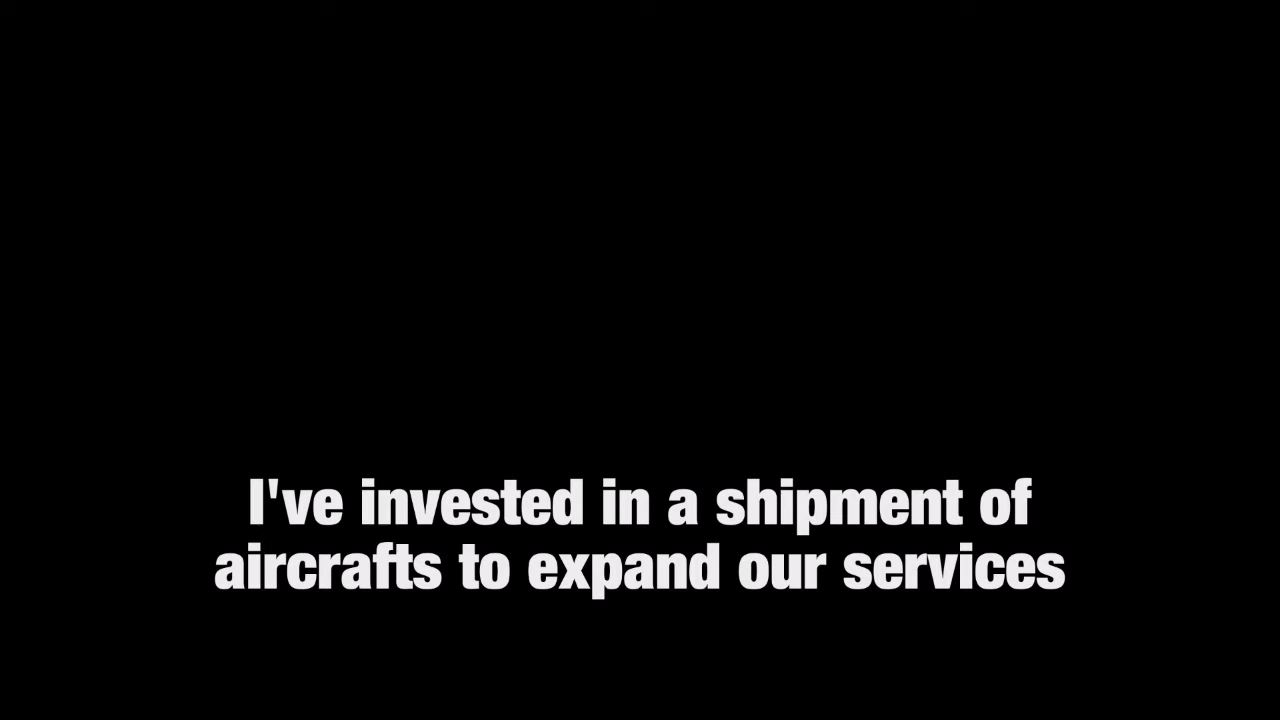 I've invested in a shipment of
aircrafts to expand our services